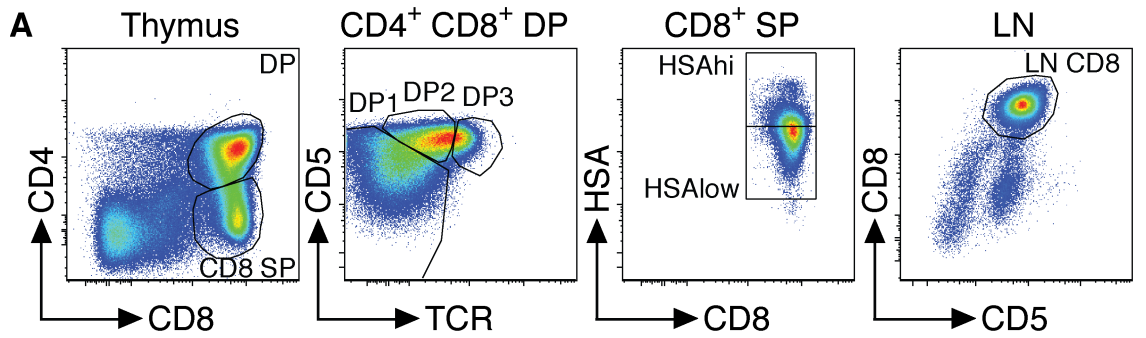 A
Thymus
DP
CD8 SP
CD4
CD8
CD4+ CD8+ DP
DP1
DP2
DP3
CD5
TCR
CD8+ SP
HSAhi
HSAlow
HSA
CD8
LN
LN CD8
CD8
CD5